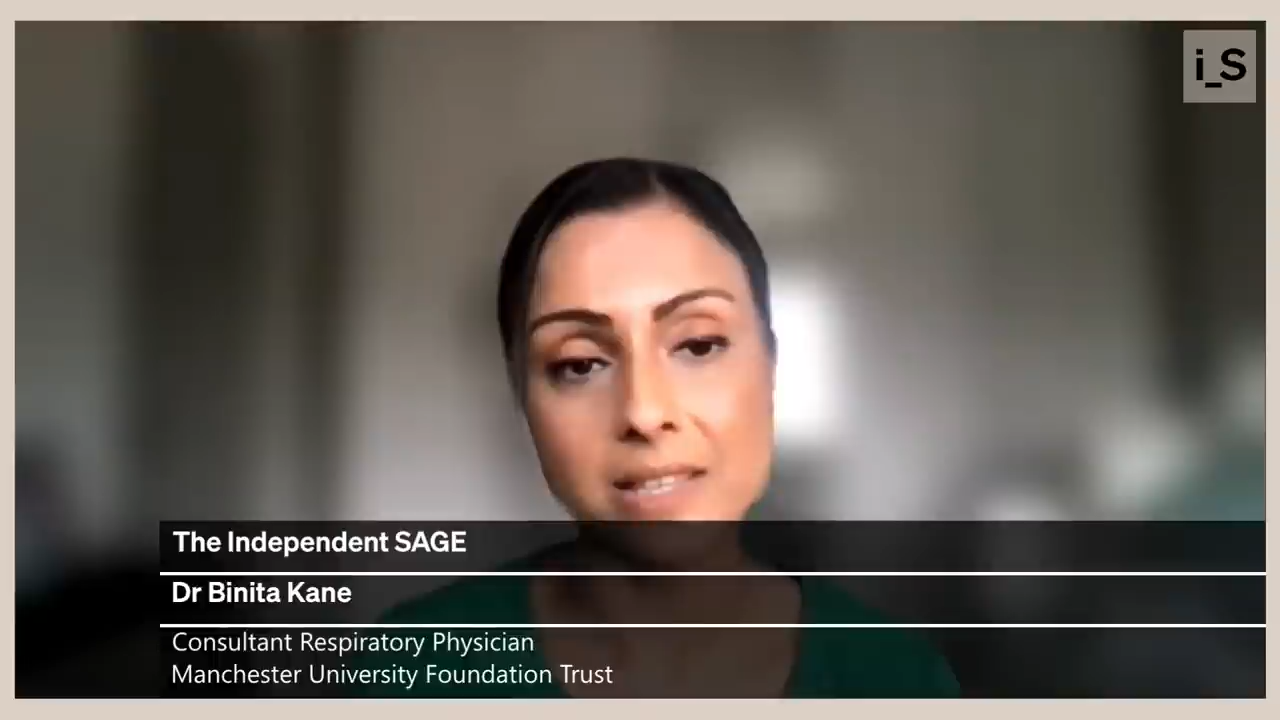 i_S
The Independent SAGE
Dr Binita Kane
Consultant Respiratory Physician
Manchester University Foundation Trust